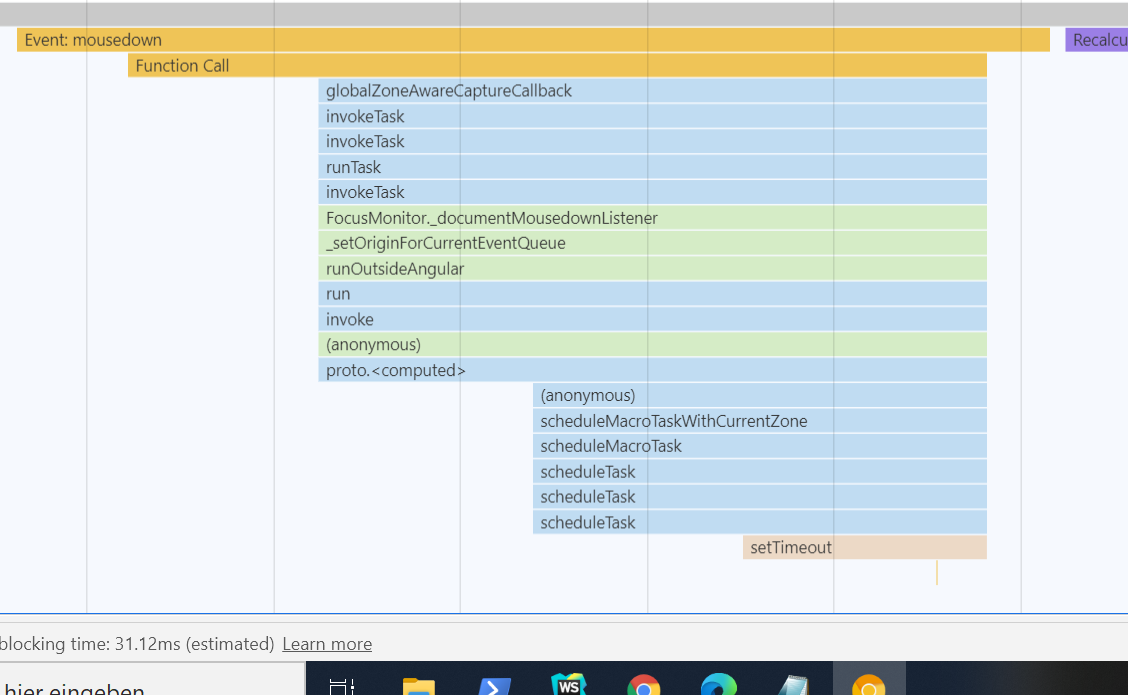 Event: mousedown
Recalcu
Function Call
globalZoneAwareCaptureCallback
invokeTask
invokeTask
runTask
invokeTask
FocusMonitor._documentMousedownListener
_setOriginForCurrentEventQueue
runOutsideAngular
run
invoke
(anonymous)
proto.<computed>
(anonymous)
scheduleMacroTaskWithCurrentZone
scheduleMacroTask
scheduleTask
scheduleTask
scheduleTask
setTimeout
blocking time: 31.12ms (estimated) Learn more
hier eingeben
WS